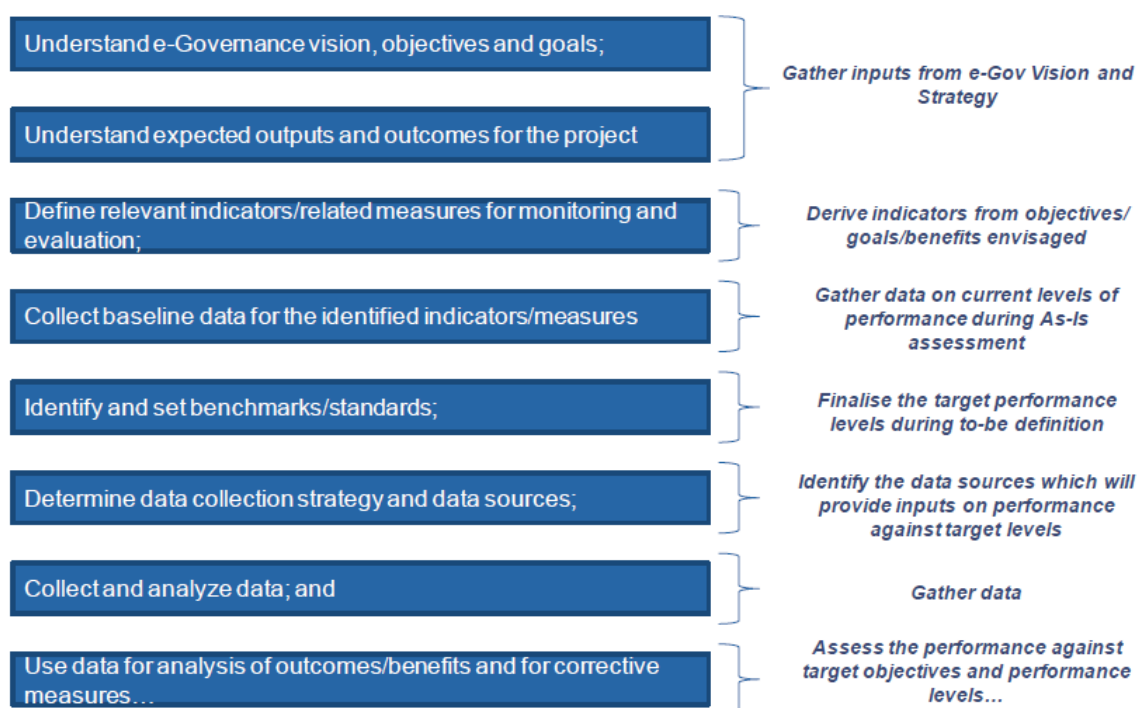 Understand e-Governance vision, objectives and goals;
Gather inputs from e-Gov Vision and
Strategy
Understand expected outputs and outcomes for the project
Define relevant indicators/related measures for monitoring and
evaluation;
Derive indicators from objectives/
goals/benefits envisaged
Collect baseline data for the identified indicators/measures
Gather data on current levels of
performance during As-Is
assessment
Identify and set benchmarks/standards;
Finalise the target performance
levels during to-be definition
Determine data collection strategy and data sources;
Identify the data sources which will
provide inputs on performance
against target levels
Collect and analyze data; and
Gather data
Use data for analysis of outcomes/benefits and for corrective
measures…
Assess the performance against
target objectives and performance
levels…